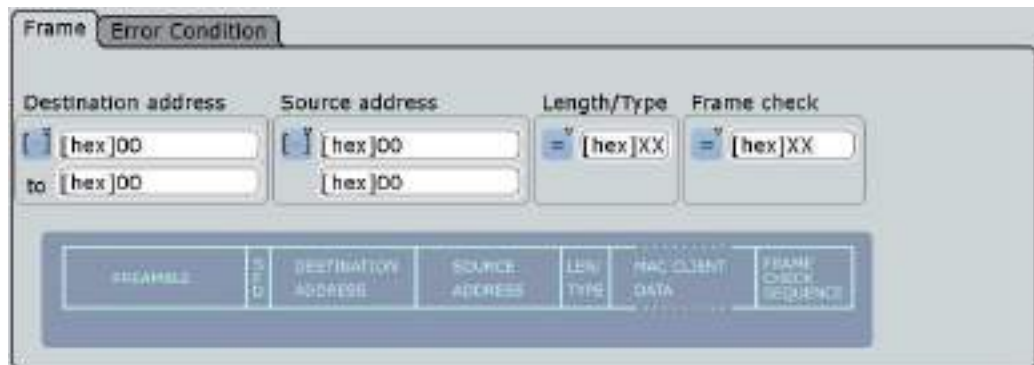 Frame Error Condition
Destination address Source address Length/Type Frame check
[hex]00 [hex]00 = [hex]XX = [hex]XX
to [hex]00 [hex]00
PREAMBLE
SFD
DESTINATION ADDRESS
SOURCE ADDRESS
LEN/ TYPE
MAC CLIENT DATA
FRAME CHECK SEQUENCE